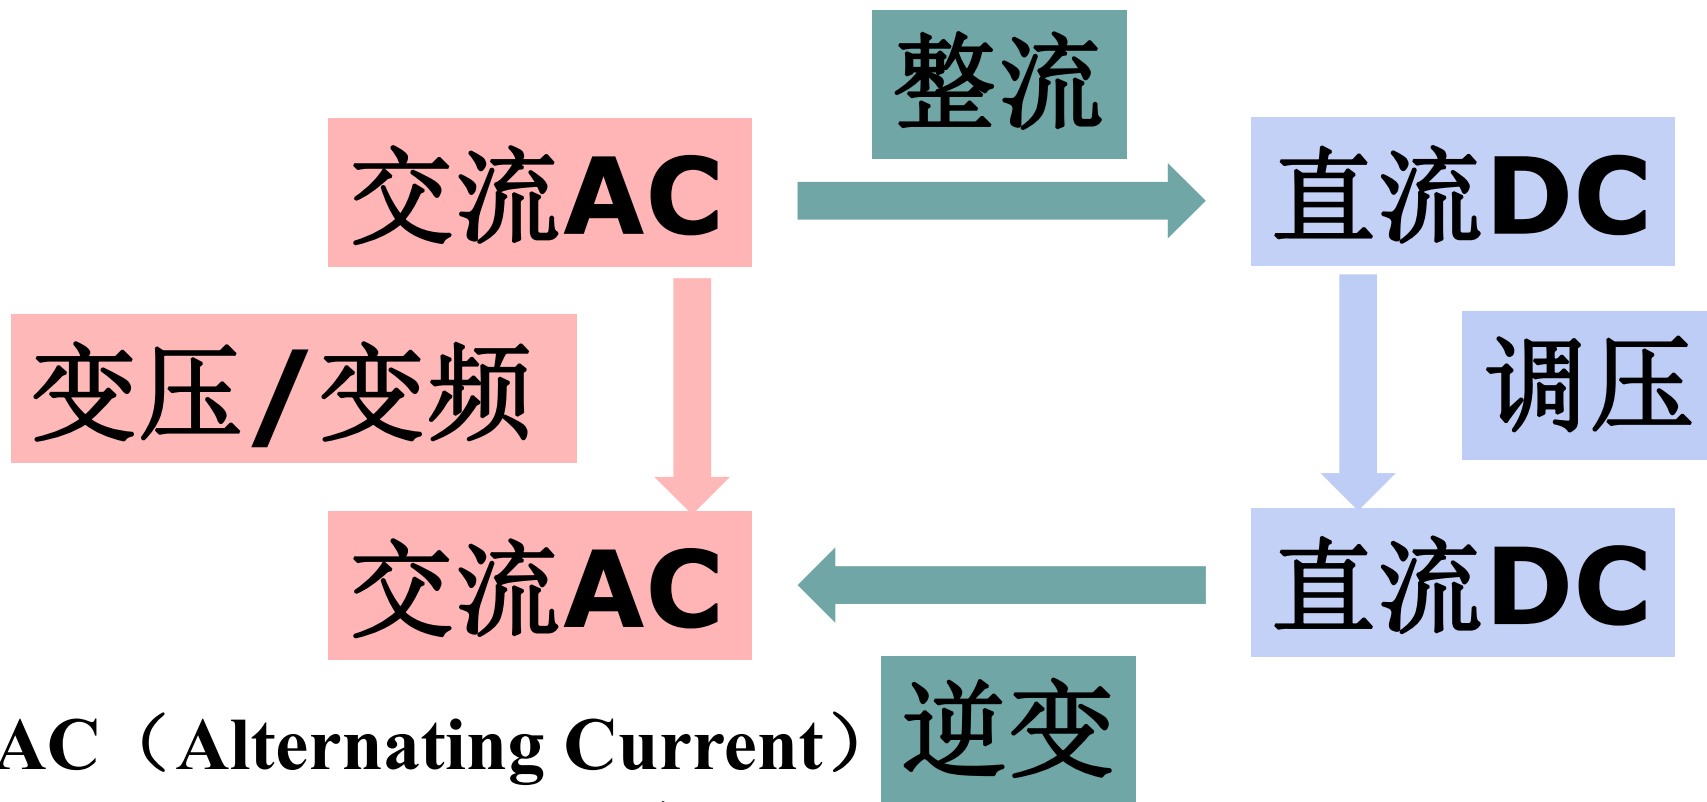 整流
交流AC
直流DC
变压/变频
调压
交流AC
直流DC
逆变
AC（Alternating Current）